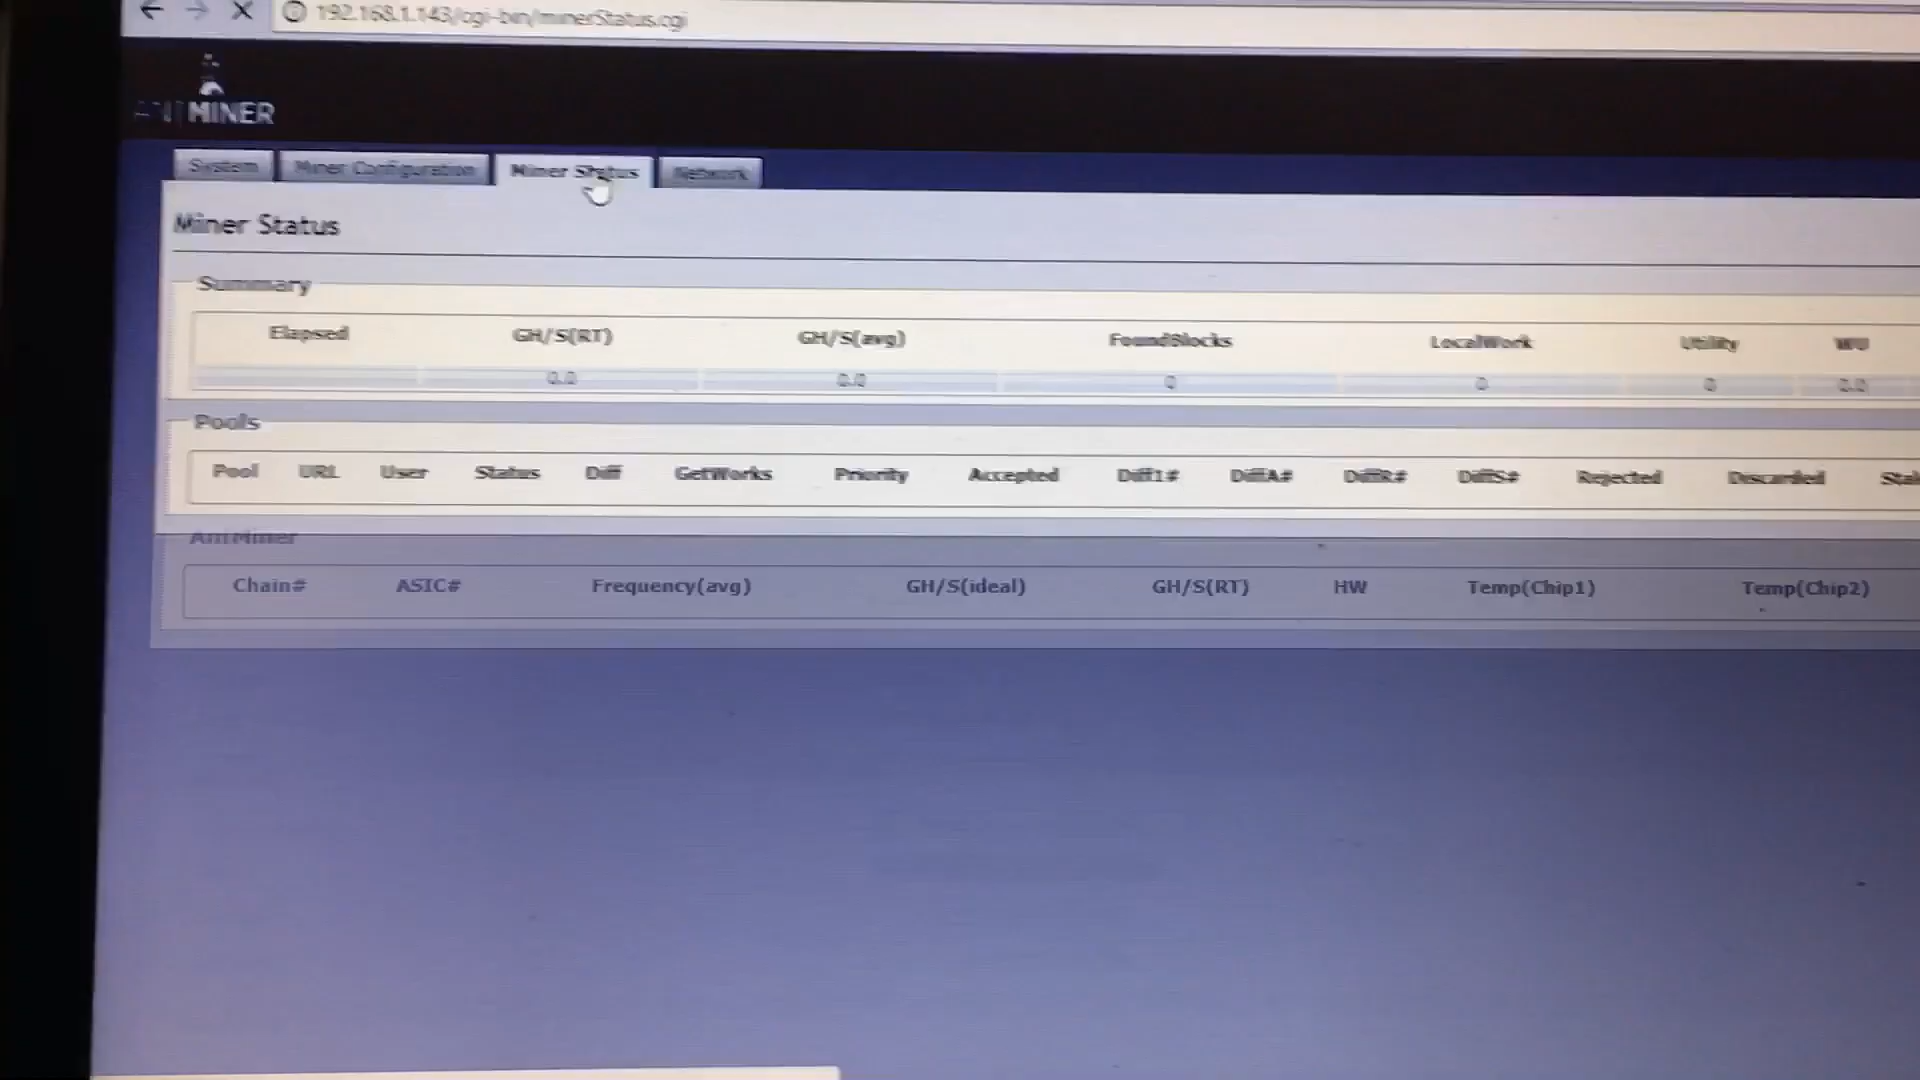 192.168.1.143/cgi-bin/minerStatus.cgi
ANTMINER
System Miner Configuration Miner Status Network
Miner Status
Summary
Elapsed GH/S(RT) GH/S(avg) FoundBlocks LocalWork Utility WU
0.0 0.0 0 0 0 0.0
Pools
Pool URL User Status Diff GetWorks Priority Accepted Diff1# DiffA# DiffR# DiffS# Rejected Discarded Stal
AntMiner
Chain# ASIC# Frequency(avg) GH/S(ideal) GH/S(RT) HW Temp(Chip1) Temp(Chip2)